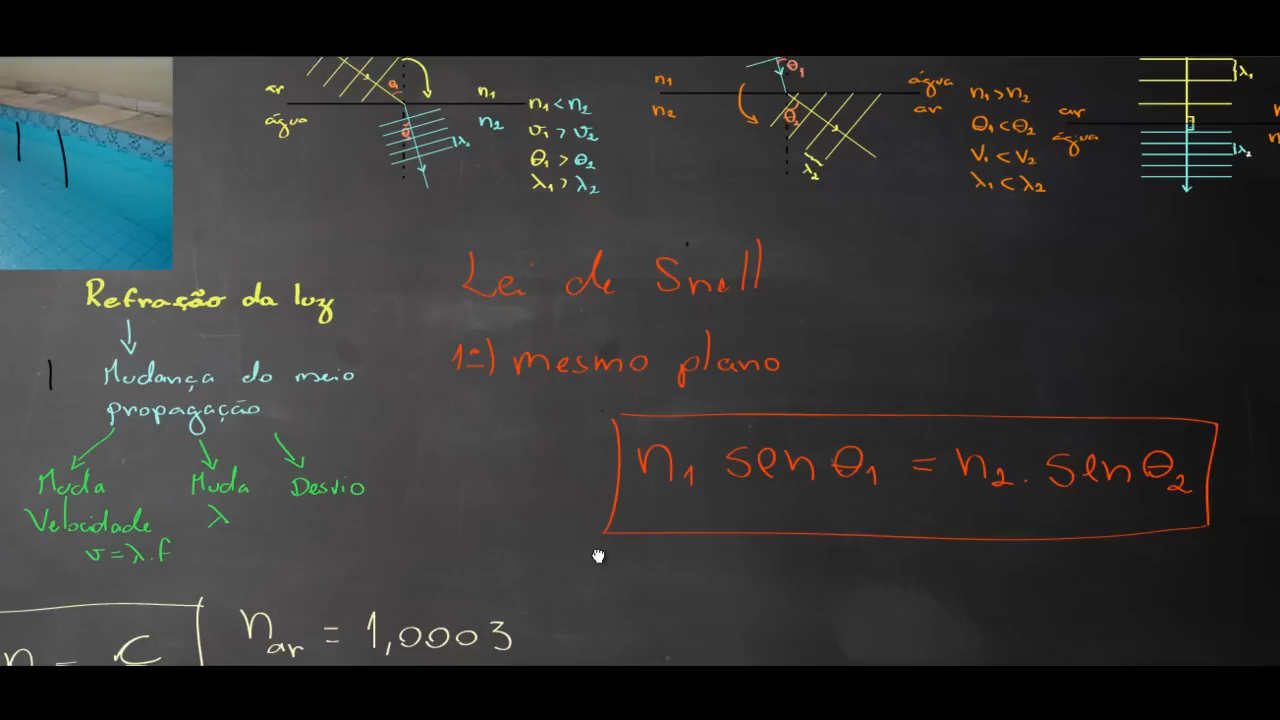 ar
água
θ₁
θ₂
n₁
n₂
λ₂
n₁ < n₂
v₁ > v₂
θ₁ > θ₂
λ₁ > λ₂
n₁
n₂
θ₁
θ₂
λ₂
água
ar
n₁ > n₂
θ₁ < θ₂
v₁ < v₂
λ₁ < λ₂
ar
água
λ₁
λ₂
Refração da luz
Mudança do meio
propagação
Muda
Velocidade
v = λ.f
Muda
λ
Desvio
Lei de Snell
1ª) mesmo plano
n₁ sen θ₁ = n₂ . sen θ₂
n = c
n ar = 1,0003